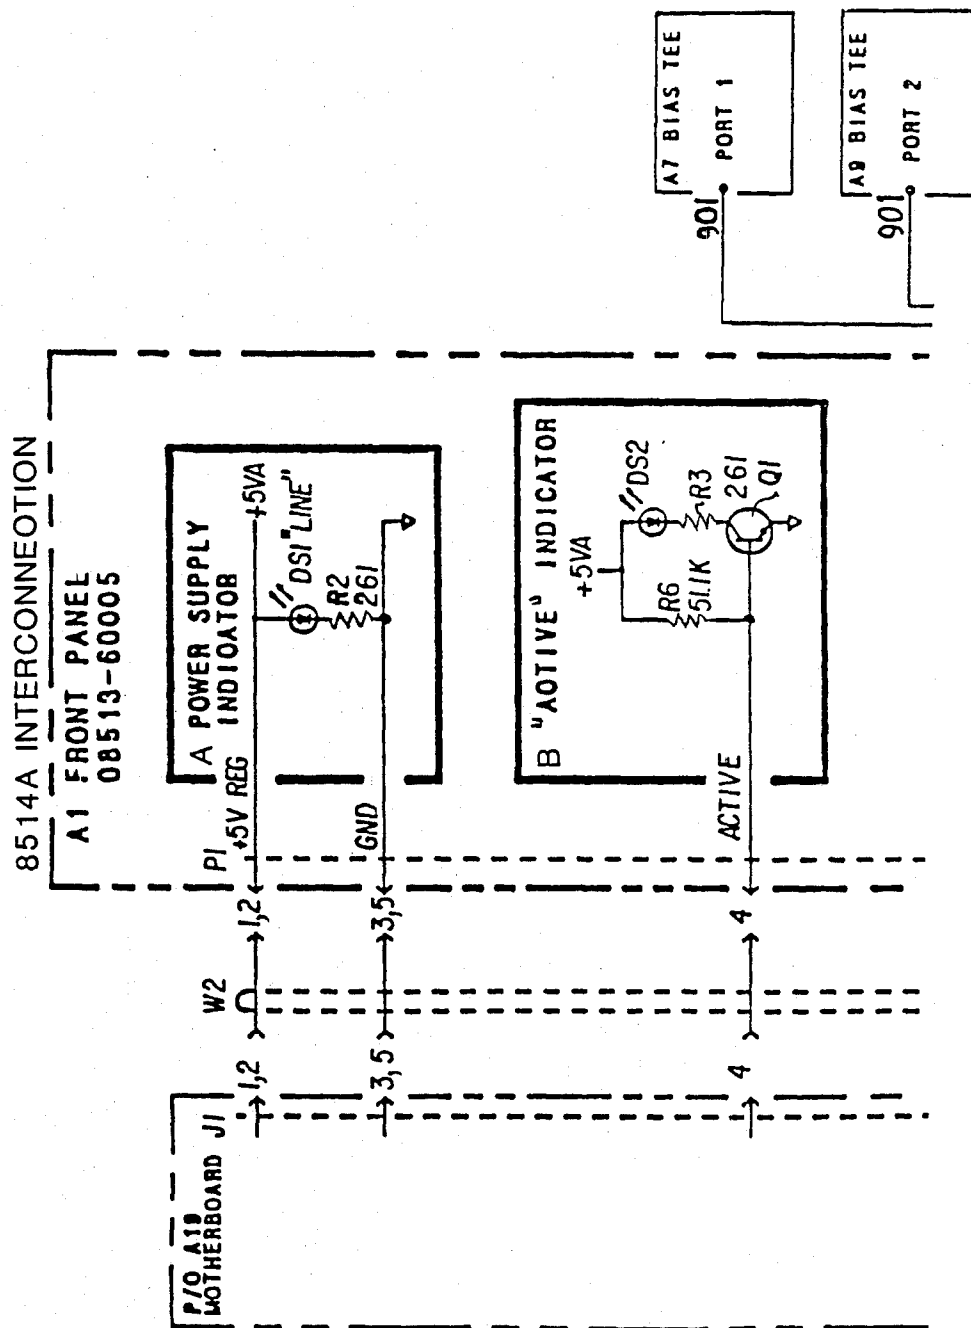 8514A INTERCONNEOTION
A1 FRONT PANEL
08513-60005
A POWER SUPPLY
INDIOATOR
+5VA
DS1 "LINE"
R2
261
P1
+5V REG
GND
1,2
3,5
W2
1,2
3,5
J1
P/O A19
MOTHERBOARD
B "AOTIVE" INDICATOR
+5VA
DS2
R6
51.1K
R3
261
Q1
ACTIVE
4
4
A7 BIAS TEE
PORT 1
901
A9 BIAS TEE
PORT 2
901